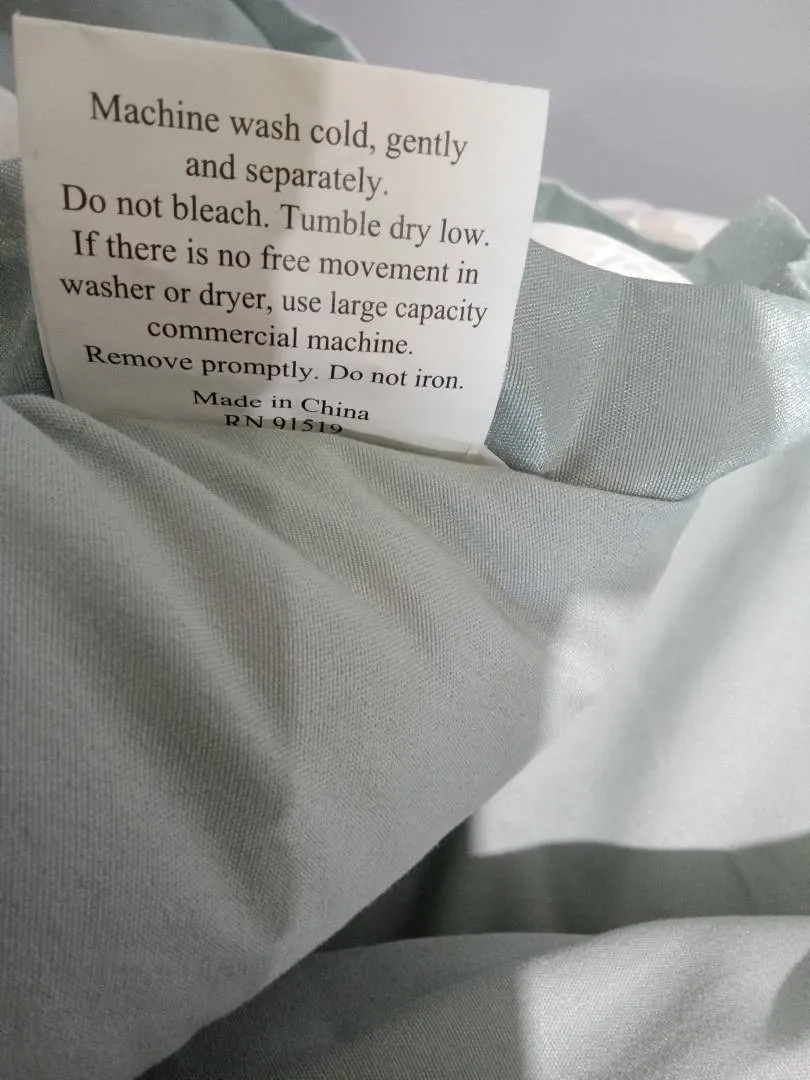 Machine wash cold, gently
and separately.
Do not bleach. Tumble dry low.
If there is no free movement in
washer or dryer, use large capacity
commercial machine.
Remove promptly. Do not iron.
Made in China
RN 91519